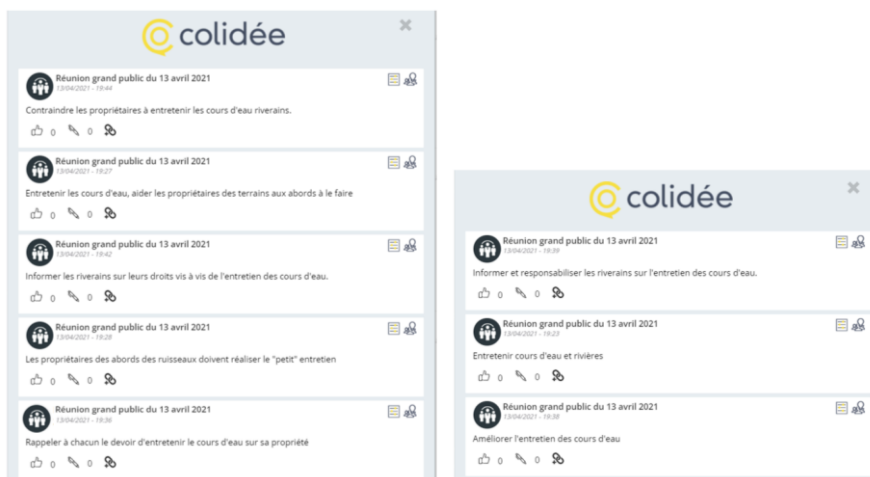 colidée
Réunion grand public du 13 avril 2021
13/04/2021 - 19:44
Contraindre les propriétaires à entretenir les cours d'eau riverains.
0 0
Réunion grand public du 13 avril 2021
13/04/2021 - 19:27
Entretenir les cours d'eau, aider les propriétaires des terrains aux abords à le faire
0 0
Réunion grand public du 13 avril 2021
13/04/2021 - 19:42
Informer les riverains sur leurs droits vis à vis de l'entretien des cours d'eau.
0 0
Réunion grand public du 13 avril 2021
13/04/2021 - 19:28
Les propriétaires des abords des ruisseaux doivent réaliser le "petit" entretien
0 0
Réunion grand public du 13 avril 2021
13/04/2021 - 19:36
Rappeler à chacun le devoir d'entretenir le cours d'eau sur sa propriété
0 0
colidée
Réunion grand public du 13 avril 2021
13/04/2021 - 19:39
Informer et responsabiliser les riverains sur l'entretien des cours d'eau.
0 0
Réunion grand public du 13 avril 2021
13/04/2021 - 19:23
Entretenir cours d'eau et rivières
0 0
Réunion grand public du 13 avril 2021
13/04/2021 - 19:38
Améliorer l'entretien des cours d'eau
0 0